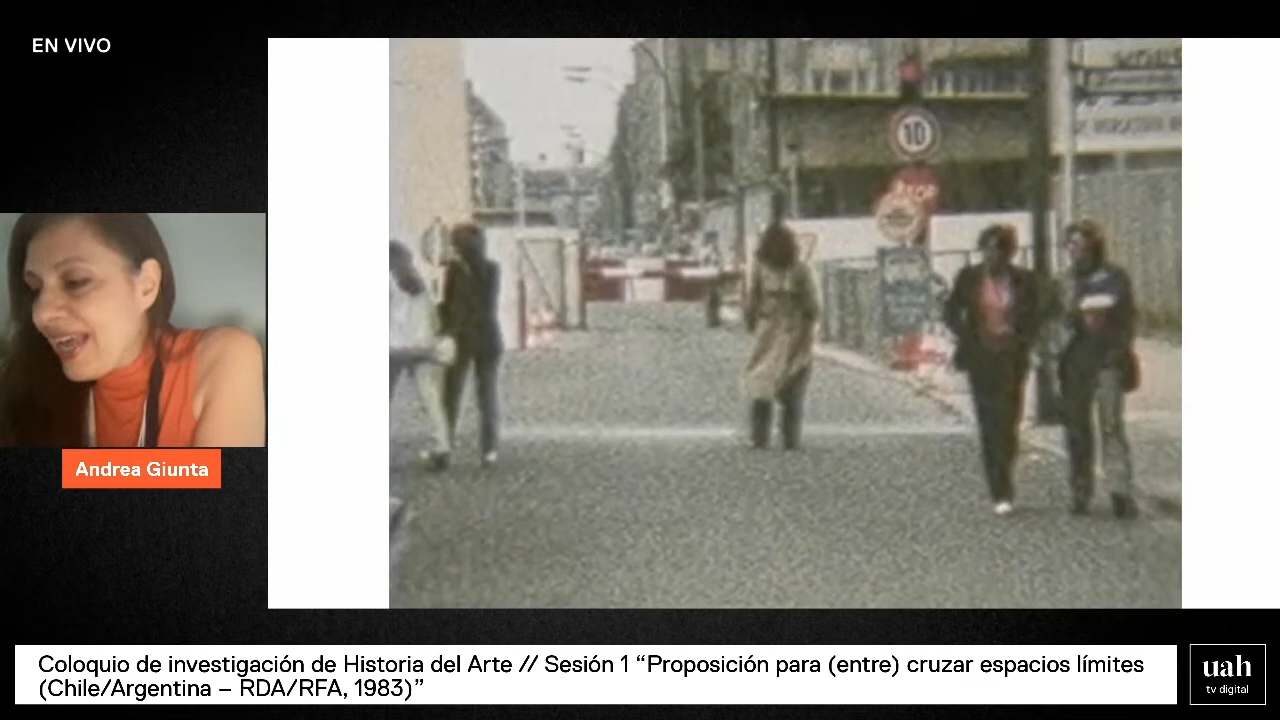 EN VIVO
10
Andrea Giunta
Coloquio de investigación de Historia del Arte // Sesión 1 “Proposición para (entre) cruzar espacios límites
(Chile/Argentina – RDA/RFA, 1983)”
uah
tv digital